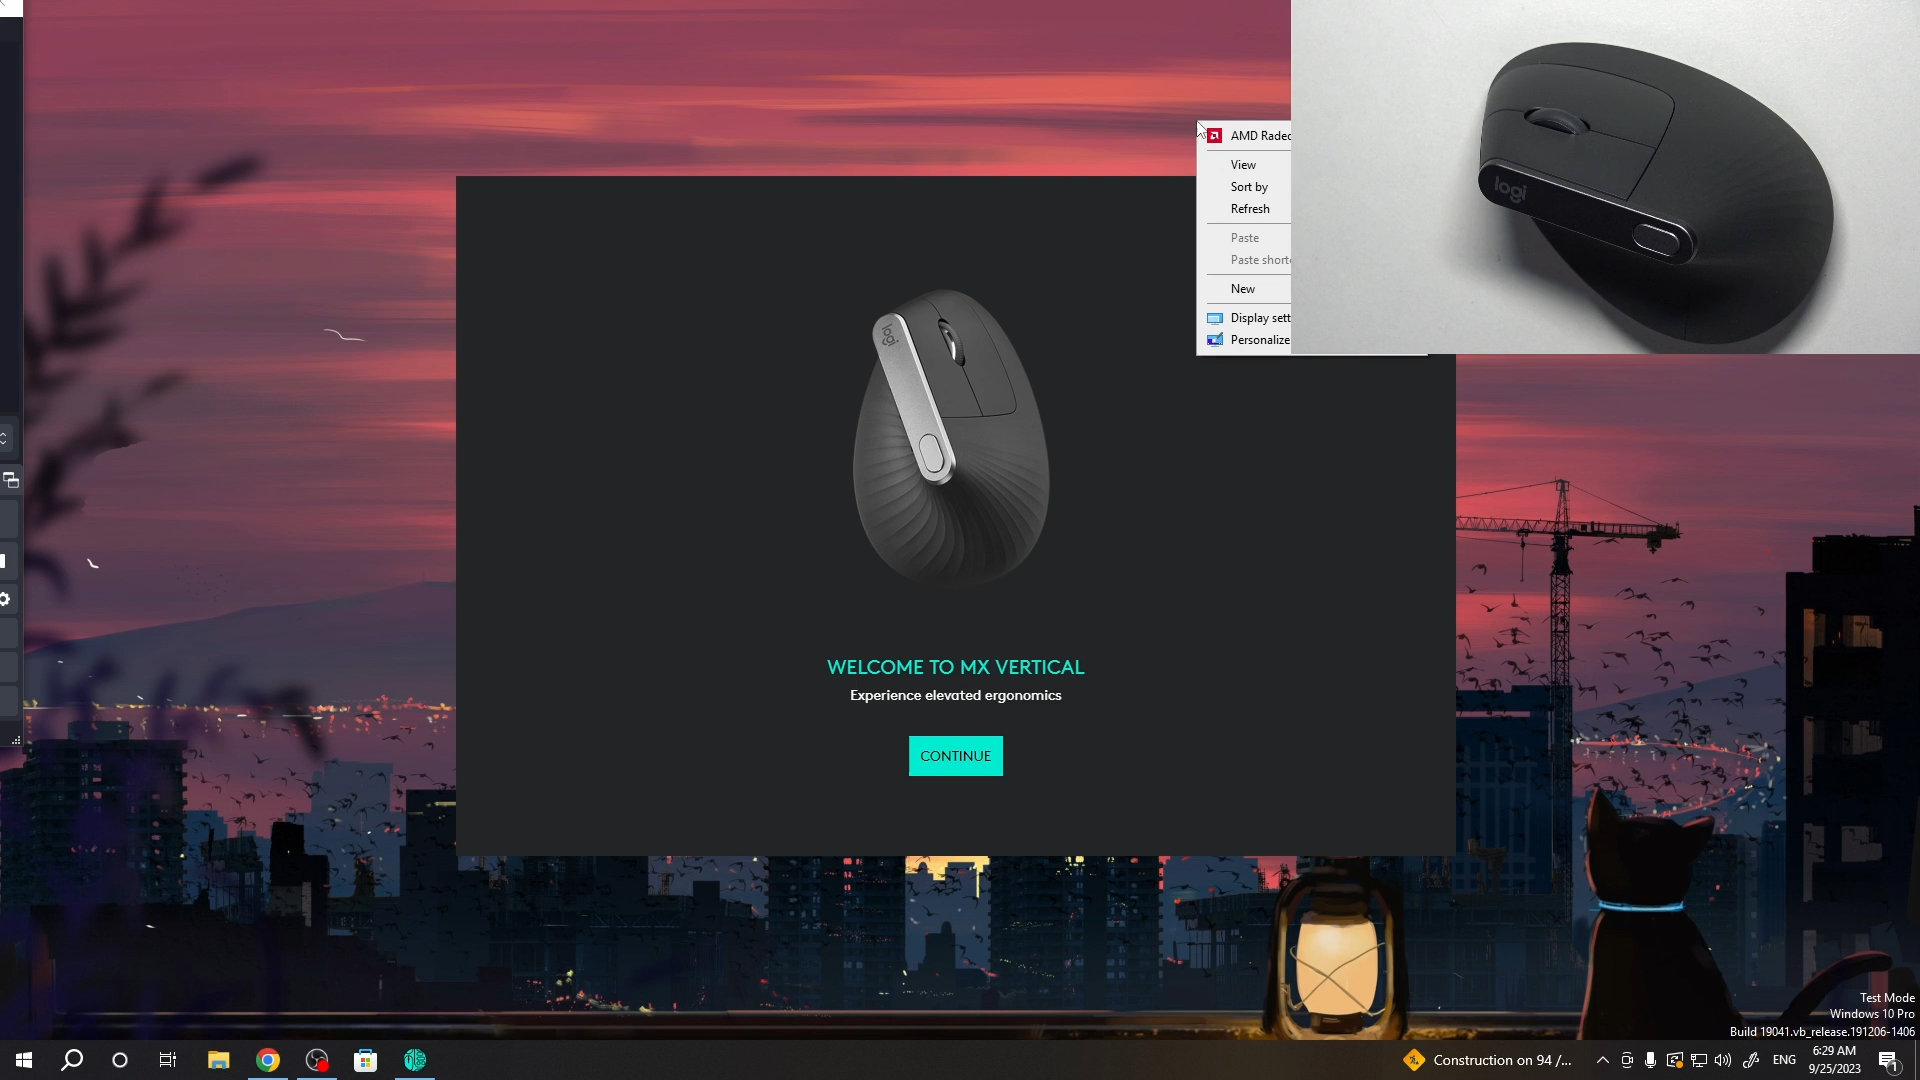 AMD Radeo
View
Sort by
Refresh
Paste
Paste short
New
Display sett
Personalize
logi
logi
WELCOME TO MX VERTICAL
Experience elevated ergonomics
CONTINUE
Test Mode
Windows 10 Pro
Build 19041.vb_release.191206-1406
Construction on 94 /...
ENG
6:29 AM
9/25/2023
1